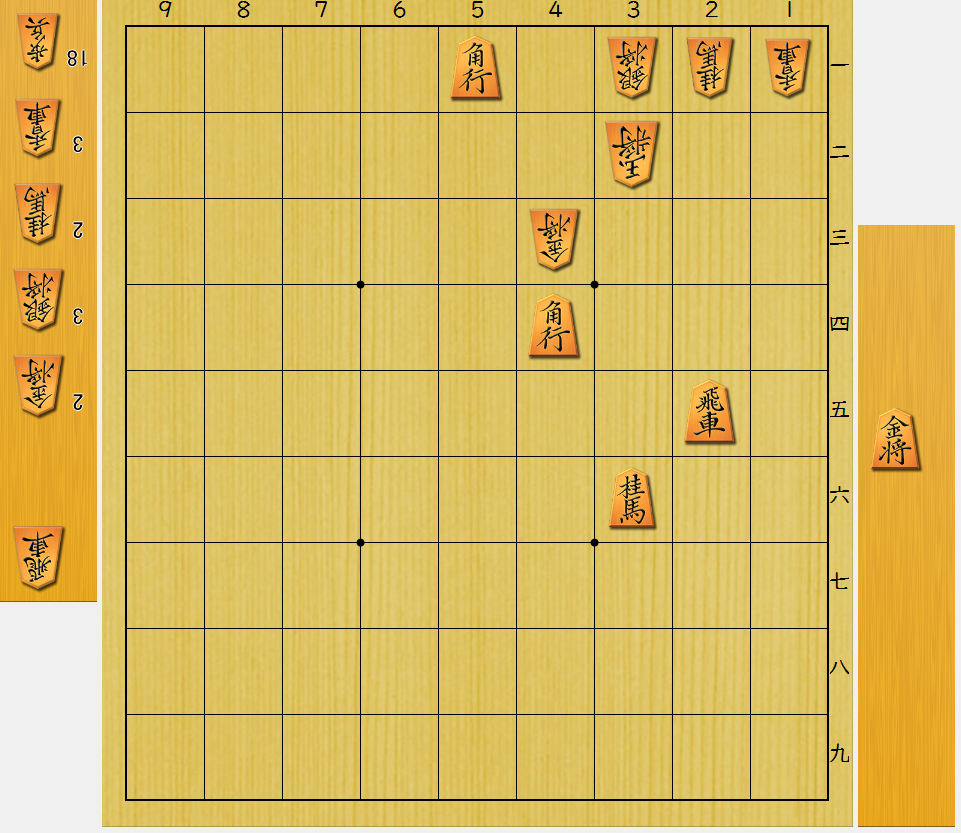 9 8 7 6 5 4 3 2 1
角行 銀将 桂馬 香車 一
玉将 二
金将 三
角行 四
飛車 五
桂馬 六
七
八
九
歩兵 18
香車 3
桂馬 2
銀将 3
金将 2
飛車
金将